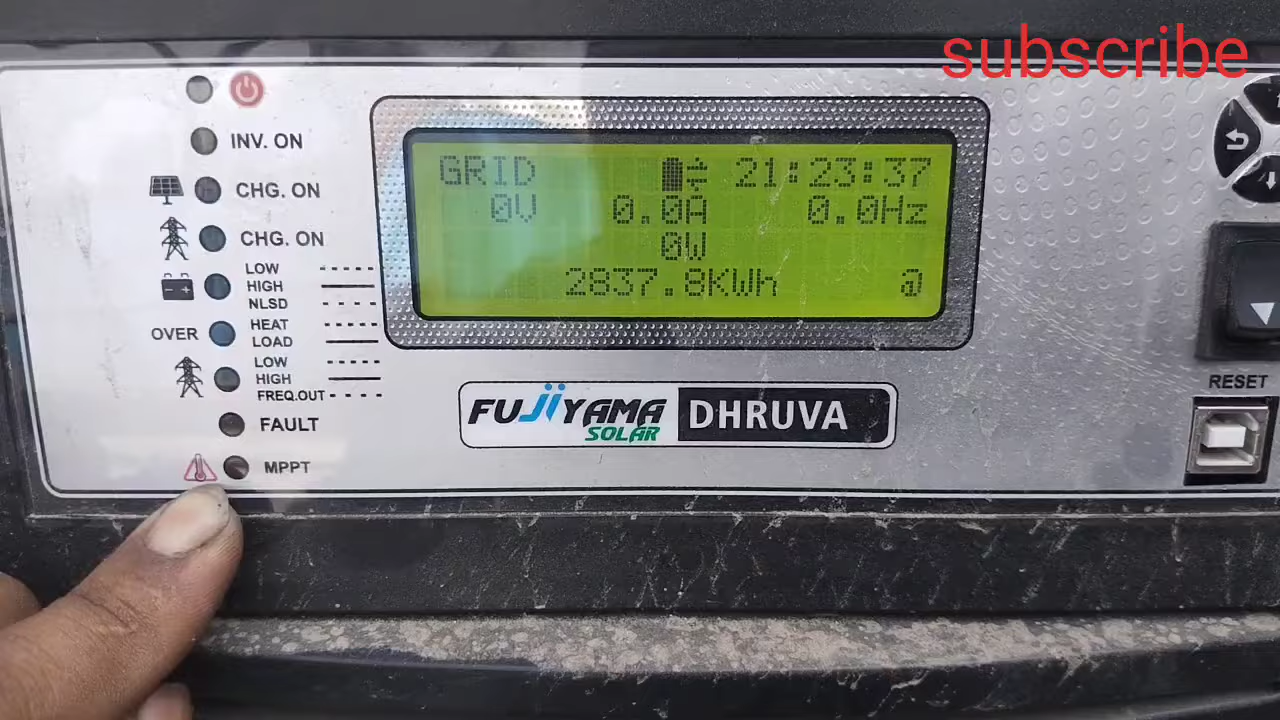 subscribe
INV. ON
CHG. ON
CHG. ON
LOW
HIGH
NLSD
OVER
HEAT
LOAD
LOW
HIGH
FREQ.OUT
FAULT
MPPT
GRID 21:23:37
0V 0.0A 0.0Hz
0W
2837.8KWh @
FUJIYAMA
SOLAR
DHRUVA
RESET